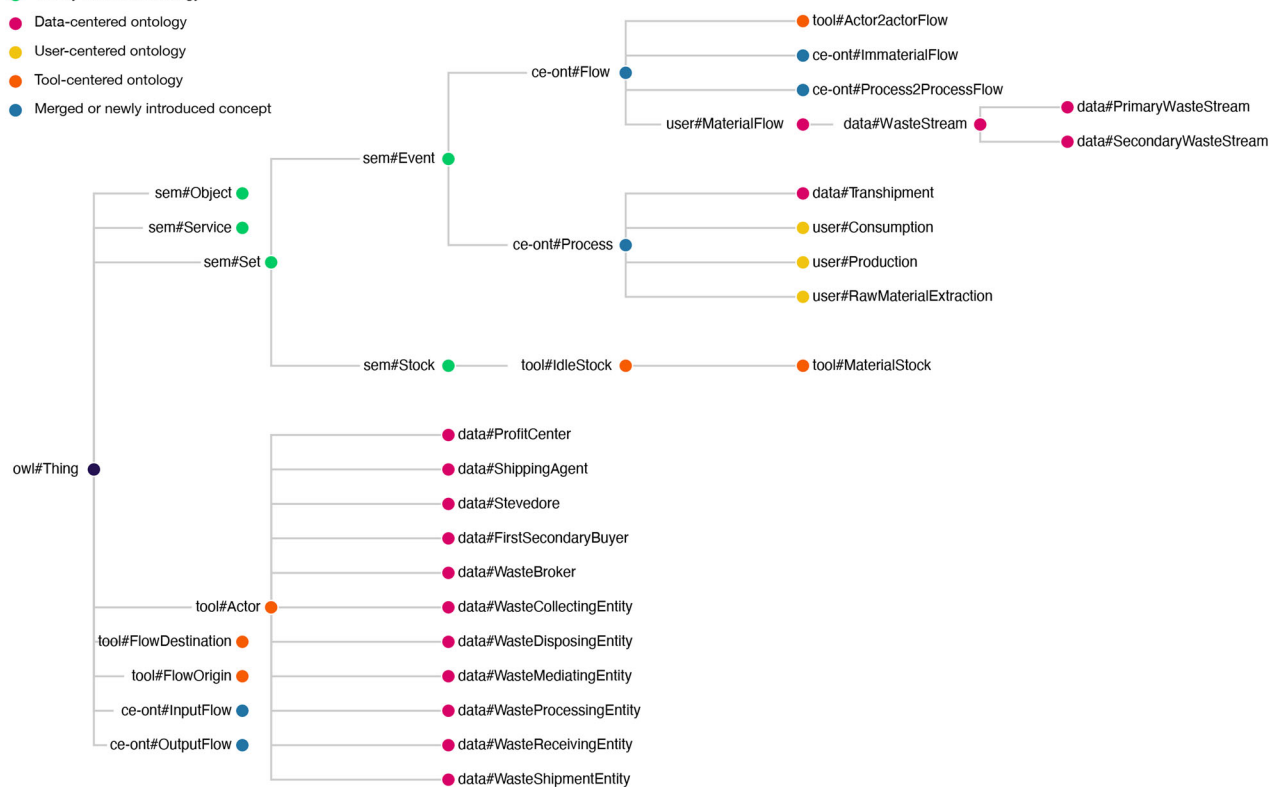 Data-centered ontology
User-centered ontology
Tool-centered ontology
Merged or newly introduced concept
tool#Actor2actorFlow
ce-ont#ImmaterialFlow
ce-ont#Flow
ce-ont#Process2ProcessFlow
data#PrimaryWasteStream
user#MaterialFlow
data#WasteStream
data#SecondaryWasteStream
sem#Event
sem#Object
data#Transhipment
sem#Service
user#Consumption
ce-ont#Process
sem#Set
user#Production
user#RawMaterialExtraction
sem#Stock
tool#IdleStock
tool#MaterialStock
data#ProfitCenter
owl#Thing
data#ShippingAgent
data#Stevedore
data#FirstSecondaryBuyer
data#WasteBroker
tool#Actor
data#WasteCollectingEntity
tool#FlowDestination
data#WasteDisposingEntity
tool#FlowOrigin
data#WasteMediatingEntity
ce-ont#InputFlow
data#WasteProcessingEntity
ce-ont#OutputFlow
data#WasteReceivingEntity
data#WasteShipmentEntity